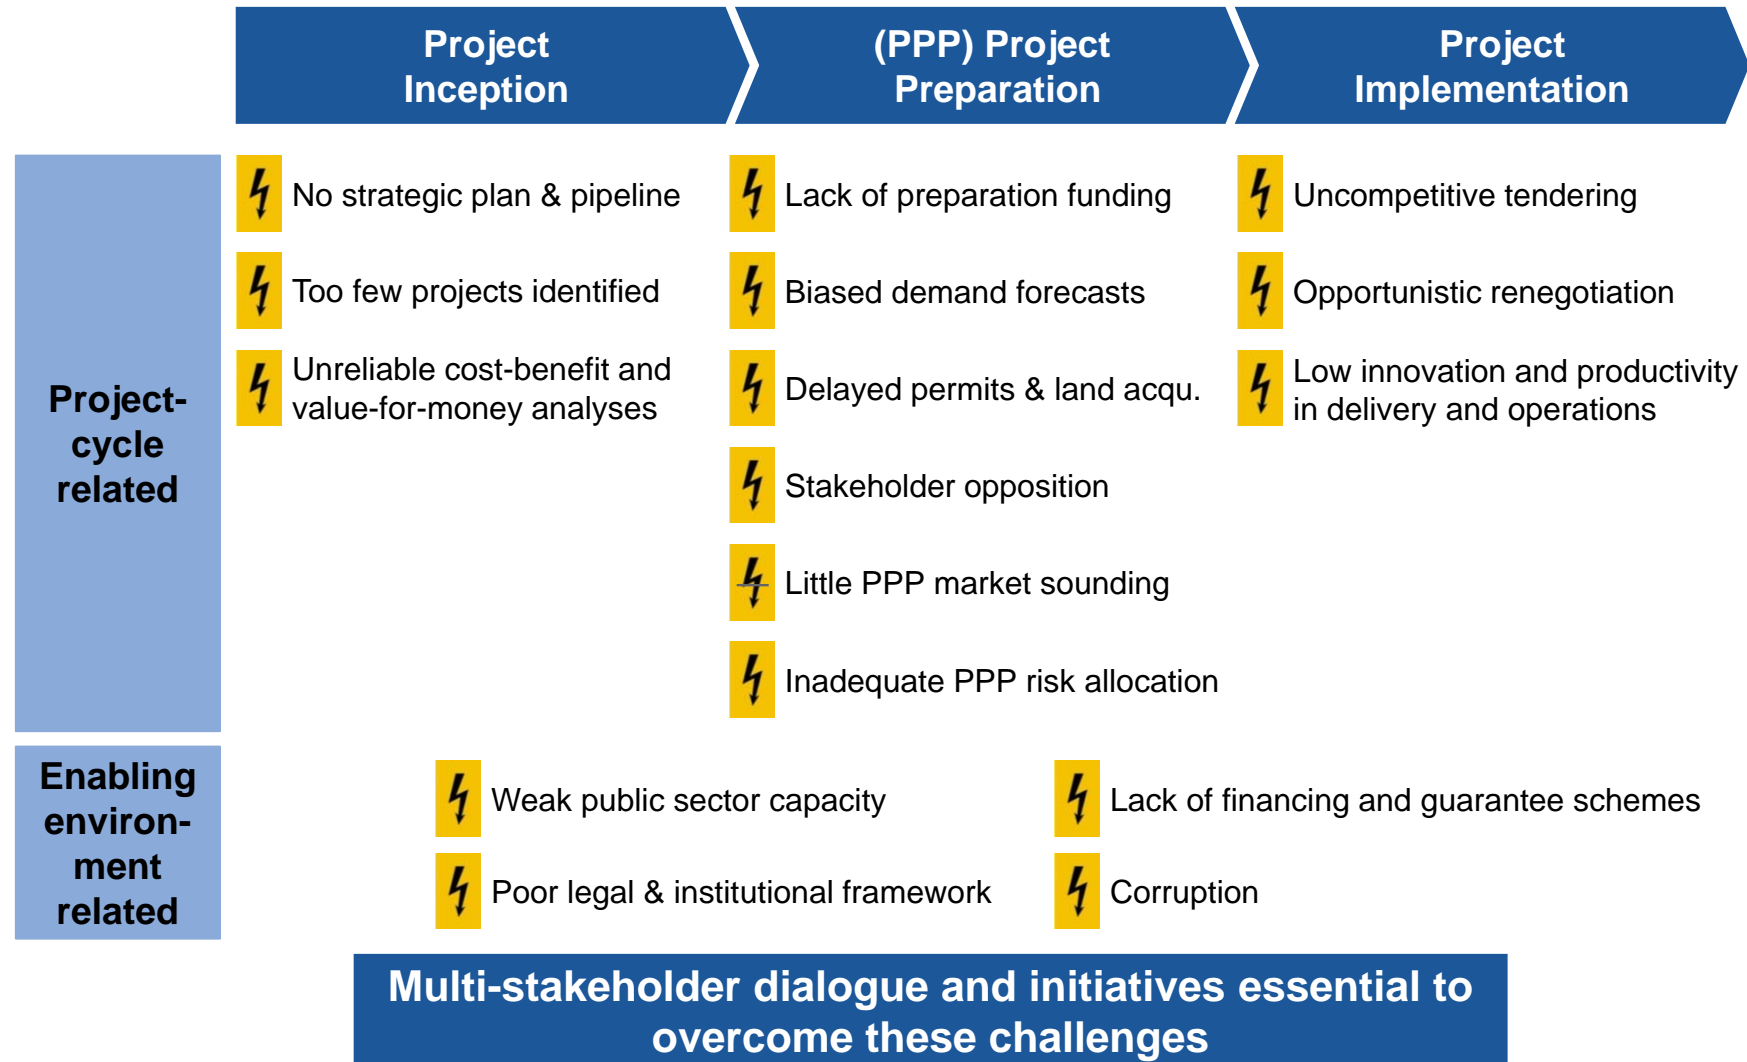 Project
Inception
(PPP) Project
Preparation
Project
Implementation
Project-
cycle
related
No strategic plan & pipeline
Too few projects identified
Unreliable cost-benefit and
value-for-money analyses
Lack of preparation funding
Biased demand forecasts
Delayed permits & land acqu.
Stakeholder opposition
Little PPP market sounding
Inadequate PPP risk allocation
Uncompetitive tendering
Opportunistic renegotiation
Low innovation and productivity
in delivery and operations
Enabling
environ-
ment
related
Weak public sector capacity
Poor legal & institutional framework
Lack of financing and guarantee schemes
Corruption
Multi-stakeholder dialogue and initiatives essential to
overcome these challenges